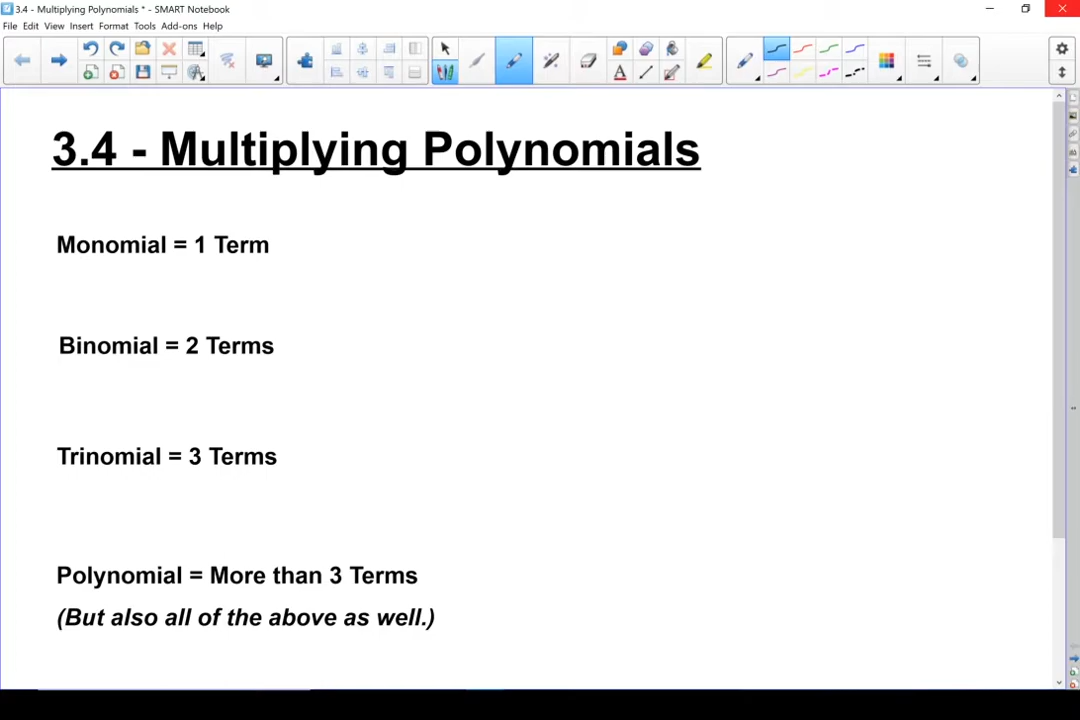 3.4 - Multiplying Polynomials * - SMART Notebook
File Edit View Insert Format Tools Add-ons Help
3.4 - Multiplying Polynomials
Monomial = 1 Term
Binomial = 2 Terms
Trinomial = 3 Terms
Polynomial = More than 3 Terms
(But also all of the above as well.)